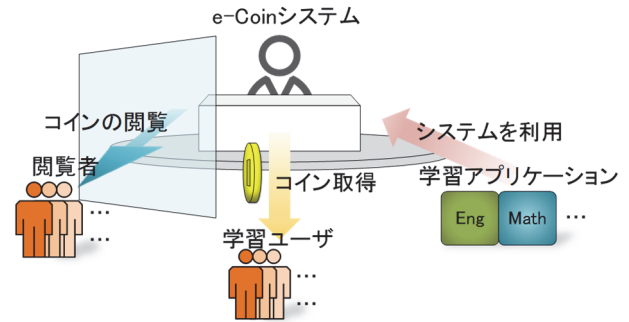 e-Coinシステム
コインの閲覧
システムを利用
閲覧者
コイン取得
学習アプリケーション
Eng
Math
…
…
…
学習ユーザ
…
…